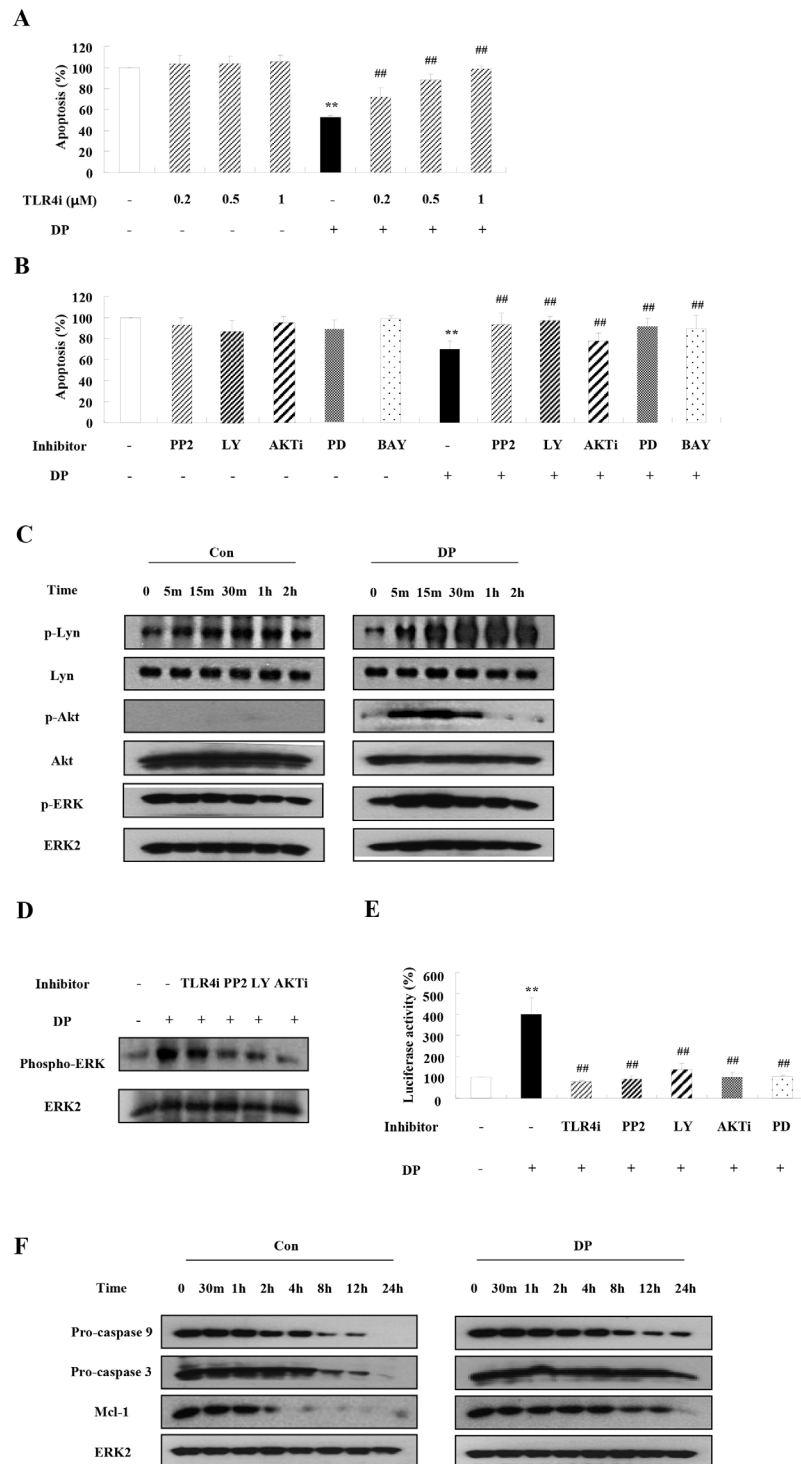 A
Apoptosis (%)
120
100
80
60
40
20
0
** ## ## ##
TLR4i (μM) - 0.2 0.5 1 - 0.2 0.5 1
DP - - - - + + + +
B
Apoptosis (%)
120
100
80
60
40
20
0
** ## ## ## ## ##
Inhibitor - PP2 LY AKTi PD BAY - PP2 LY AKTi PD BAY
DP - - - - - - + + + + + +
C
Con DP
Time 0 5m 15m 30m 1h 2h 0 5m 15m 30m 1h 2h
p-Lyn
Lyn
p-Akt
Akt
p-ERK
ERK2
D
Inhibitor - - TLR4i PP2 LY AKTi
DP - + + + + +
Phospho-ERK
ERK2
E
Luciferase activity (%)
600
500
400
300
200
100
0
** ## ## ## ## ##
Inhibitor - - TLR4i PP2 LY AKTi PD
DP - + + + + + +
F
Con DP
Time 0 30m 1h 2h 4h 8h 12h 24h 0 30m 1h 2h 4h 8h 12h 24h
Pro-caspase 9
Pro-caspase 3
Mcl-1
ERK2